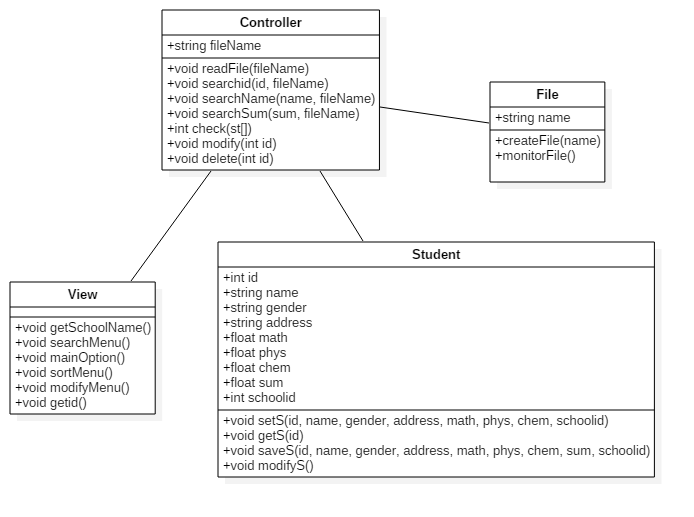 Controller
+string fileName
+void readFile(fileName)
+void searchid(id, fileName)
+void searchName(name, fileName)
+void searchSum(sum, fileName)
+int check(st[])
+void modify(int id)
+void delete(int id)
File
+string name
+createFile(name)
+monitorFile()
View
+void getSchoolName()
+void searchMenu()
+void mainOption()
+void sortMenu()
+void modifyMenu()
+void getid()
Student
+int id
+string name
+string gender
+string address
+float math
+float phys
+float chem
+float sum
+int schoolid
+void setS(id, name, gender, address, math, phys, chem, schoolid)
+void getS(id)
+void saveS(id, name, gender, address, math, phys, chem, sum, schoolid)
+void modifyS()